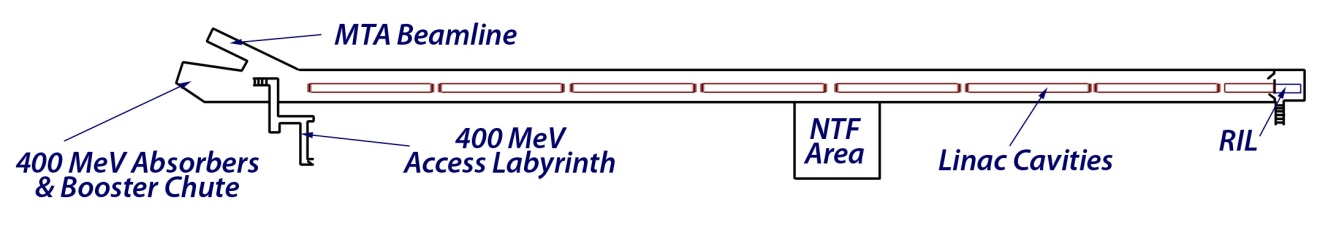 MTA Beamline
400 MeV Absorbers
& Booster Chute
400 MeV
Access Labyrinth
NTF
Area
Linac Cavities
RIL